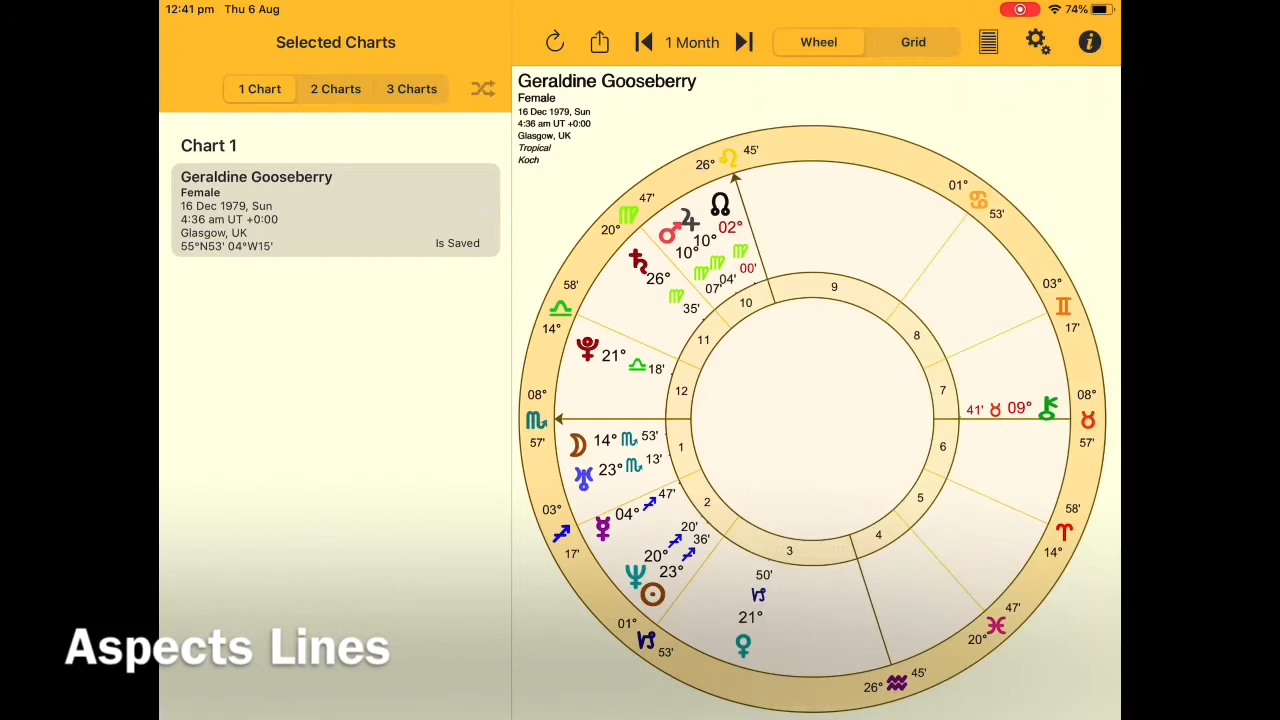 12:41 pm Thu 6 Aug
74%
Selected Charts
1 Month
Wheel
Grid
1 Chart
2 Charts
3 Charts
Chart 1
Geraldine Gooseberry
Female
16 Dec 1979, Sun
4:36 am UT +0:00
Glasgow, UK
55°N53' 04°W15'
Is Saved
Geraldine Gooseberry
Female
16 Dec 1979, Sun
4:36 am UT +0:00
Glasgow, UK
Tropical
Koch
26° ♌ 45'
01° ♋ 53'
03° ♊ 17'
08° ♉ 57'
14° ♈ 58'
20° ♓ 47'
26° ♒ 45'
01° ♑ 53'
03° ♐ 17'
08° ♏ 57'
14° ♎ 58'
20° ♍ 47'
☊ 02° ♍ 00'
♃ 10° ♍ 04'
♂ 10° ♍ 07'
♄ 26° ♍ 35'
♇ 21° ♎ 18'
☽ 14° ♏ 53'
♅ 23° ♏ 13'
☿ 04° ♐ 47'
♆ 20° ♐ 20'
☉ 23° ♐ 36'
♀ 21° ♑ 50'
41' ♉ 09° ⚷
1
2
3
4
5
6
7
8
9
10
11
12
Aspects Lines